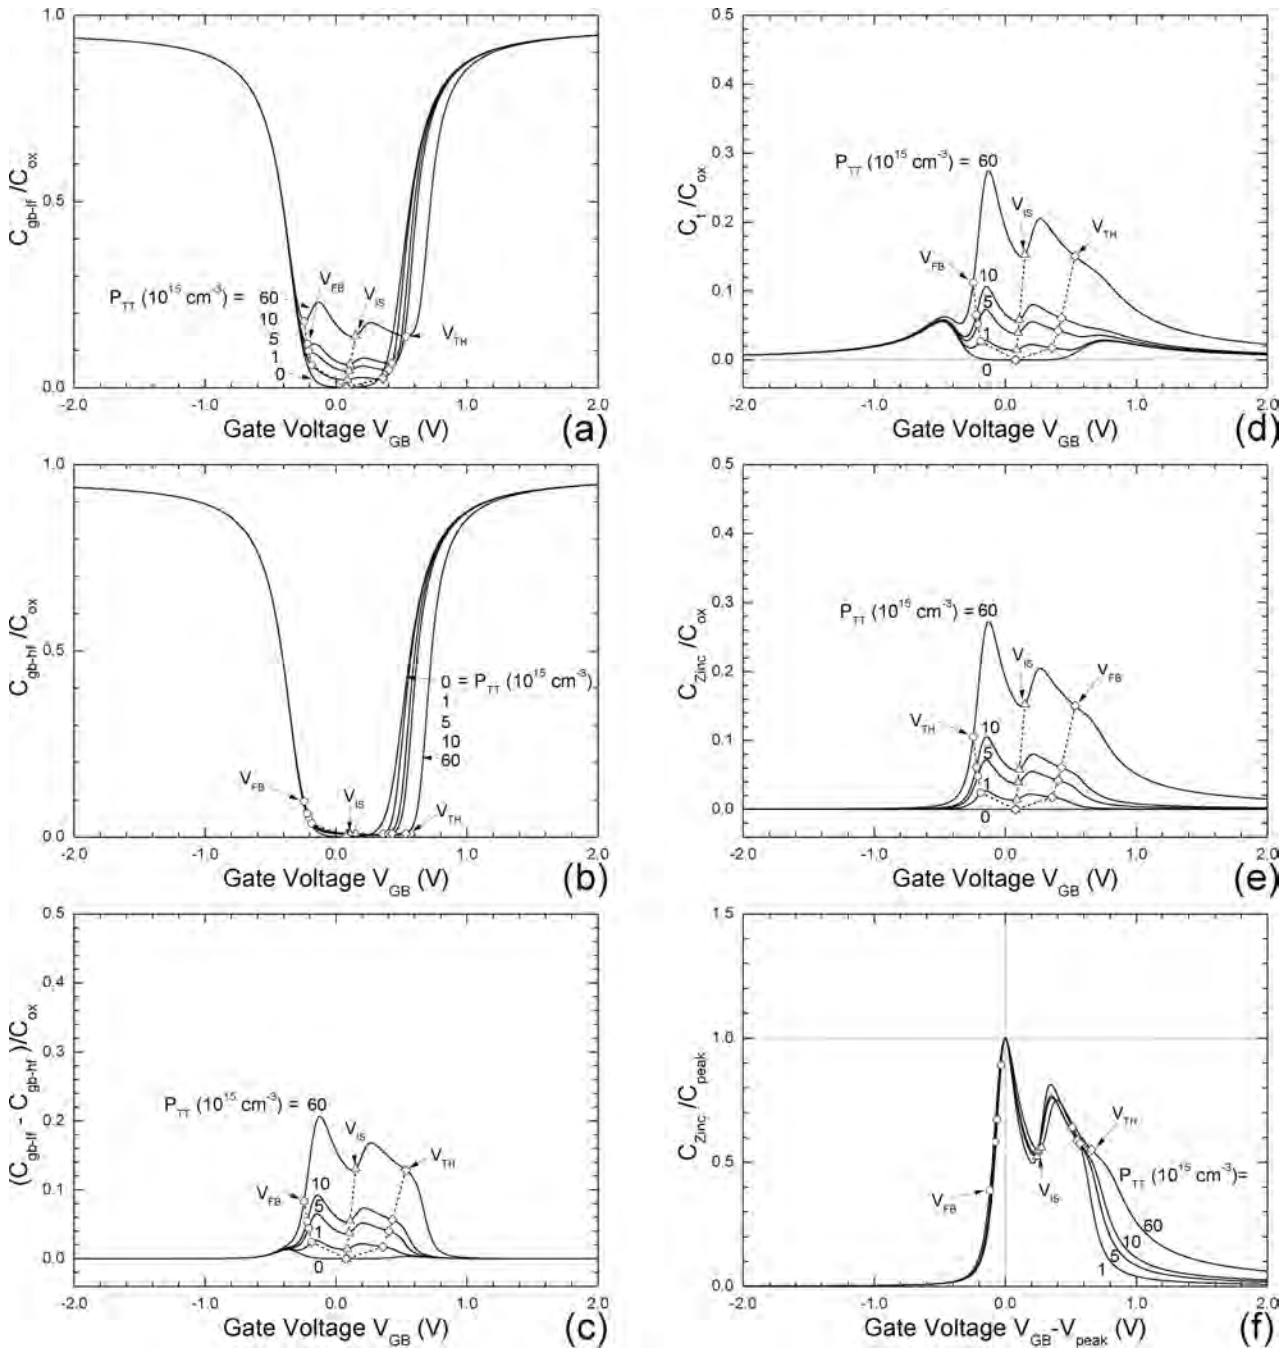 C_gb-lf /C_ox
1.0
0.5
0.0
P_TT (10^15 cm^-3) = 60
10
5
1
0
V_FB
V_IS
V_TH
-2.0 -1.0 0.0 1.0 2.0
Gate Voltage V_GB (V)
(a)
C_t /C_ox
0.5
0.4
0.3
0.2
0.1
0.0
P_TT (10^15 cm^-3) = 60
V_IS
V_TH
V_FB
10
5
1
0
-2.0 -1.0 0.0 1.0 2.0
Gate Voltage V_GB (V)
(d)
C_gb-hf /C_ox
1.0
0.5
0.0
0 = P_TT (10^15 cm^-3)
1
5
10
60
V_FB
V_IS
V_TH
-2.0 -1.0 0.0 1.0 2.0
Gate Voltage V_GB (V)
(b)
C_Zinc /C_ox
0.5
0.4
0.3
0.2
0.1
0.0
P_TT (10^15 cm^-3) = 60
V_IS
V_FB
V_TH
10
5
1
0
-2.0 -1.0 0.0 1.0 2.0
Gate Voltage V_GB (V)
(e)
(C_gb-lf - C_gb-hf)/C_ox
0.5
0.4
0.3
0.2
0.1
0.0
P_TT (10^15 cm^-3) = 60
V_IS
V_TH
V_FB
10
5
1
0
-2.0 -1.0 0.0 1.0 2.0
Gate Voltage V_GB (V)
(c)
C_Zinc /C_peak
1.5
1.0
0.5
0.0
V_TH
P_TT (10^15 cm^-3)=
V_FB
V_IS
60
10
5
1
-2.0 -1.0 0.0 1.0 2.0
Gate Voltage V_GB-V_peak (V)
(f)